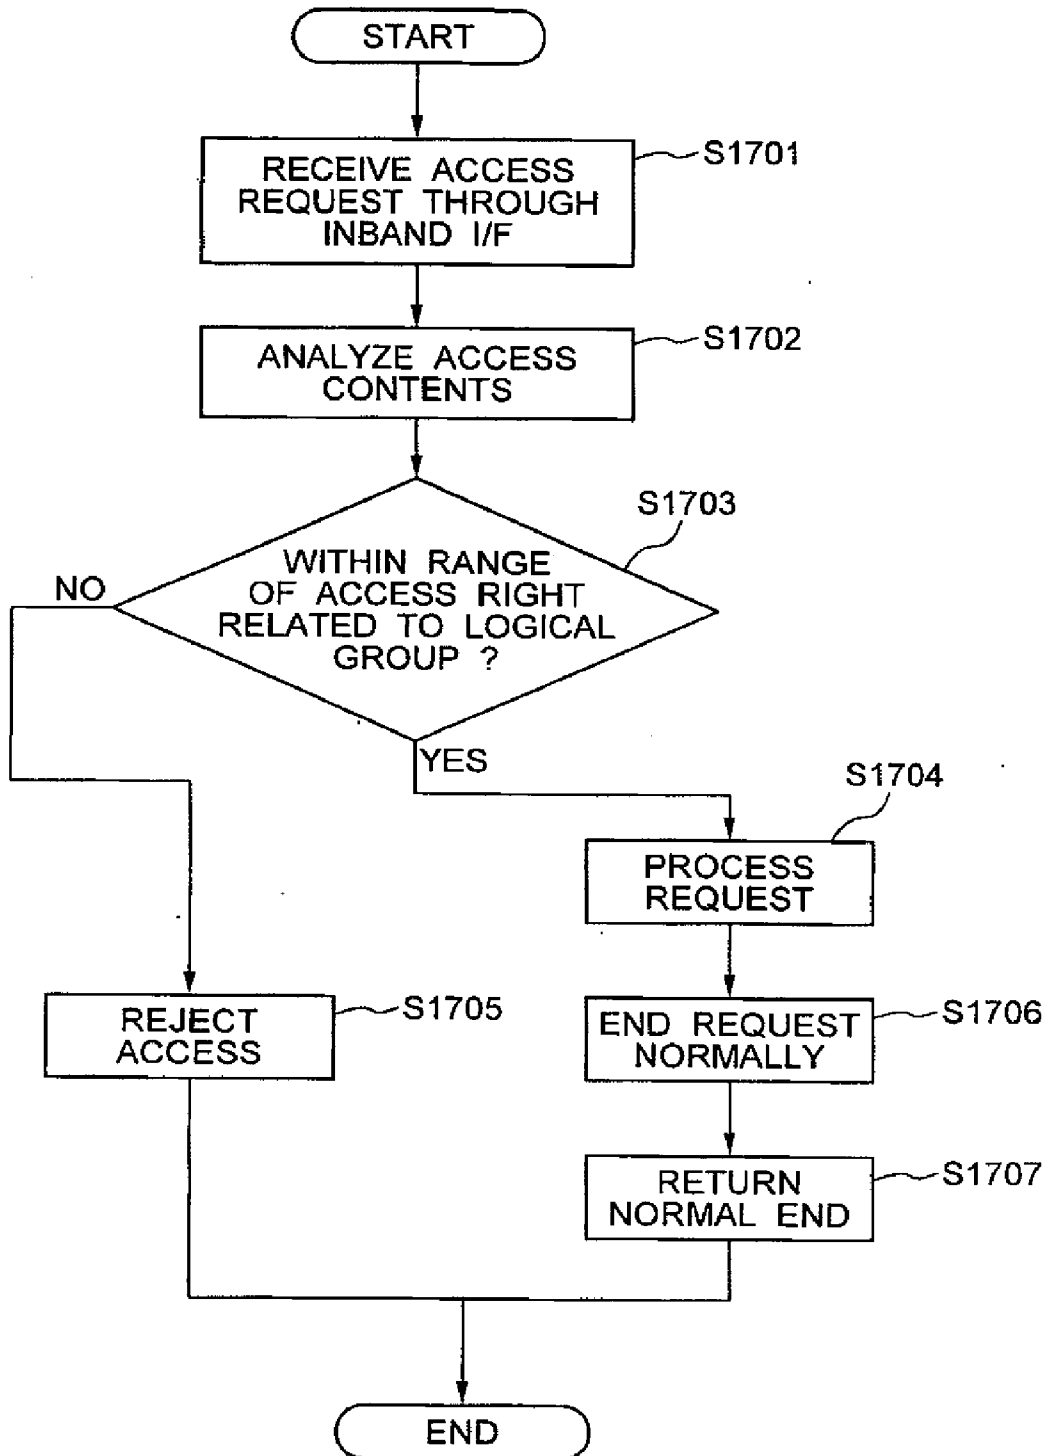 START
RECEIVE ACCESS
REQUEST THROUGH
INBAND I/F
S1701
ANALYZE ACCESS
CONTENTS
S1702
WITHIN RANGE
OF ACCESS RIGHT
RELATED TO LOGICAL
GROUP ?
S1703
NO
YES
S1704
PROCESS
REQUEST
REJECT
ACCESS
S1705
END REQUEST
NORMALLY
S1706
RETURN
NORMAL END
S1707
END